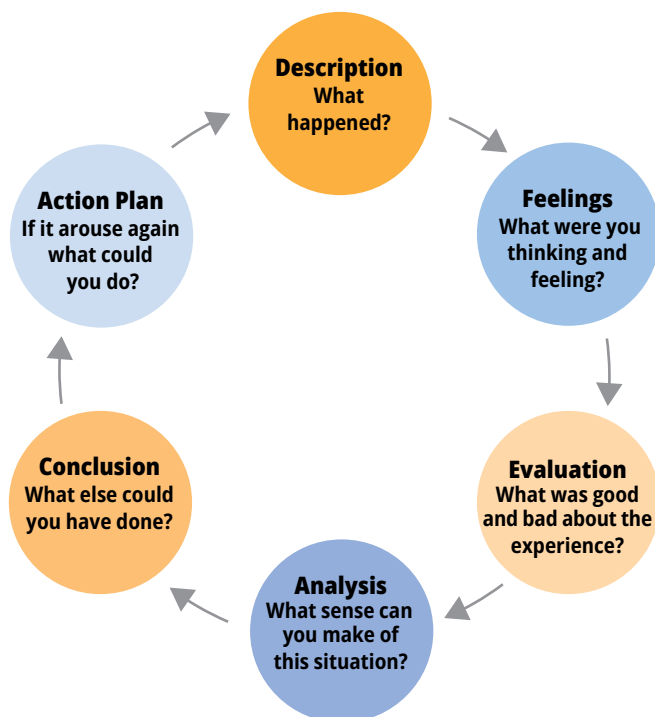 Description
What
happened?
Feelings
What were you
thinking and
feeling?
Evaluation
What was good
and bad about the
experience?
Analysis
What sense can
you make of
this situation?
Conclusion
What else could
you have done?
Action Plan
If it arouse again
what could
you do?